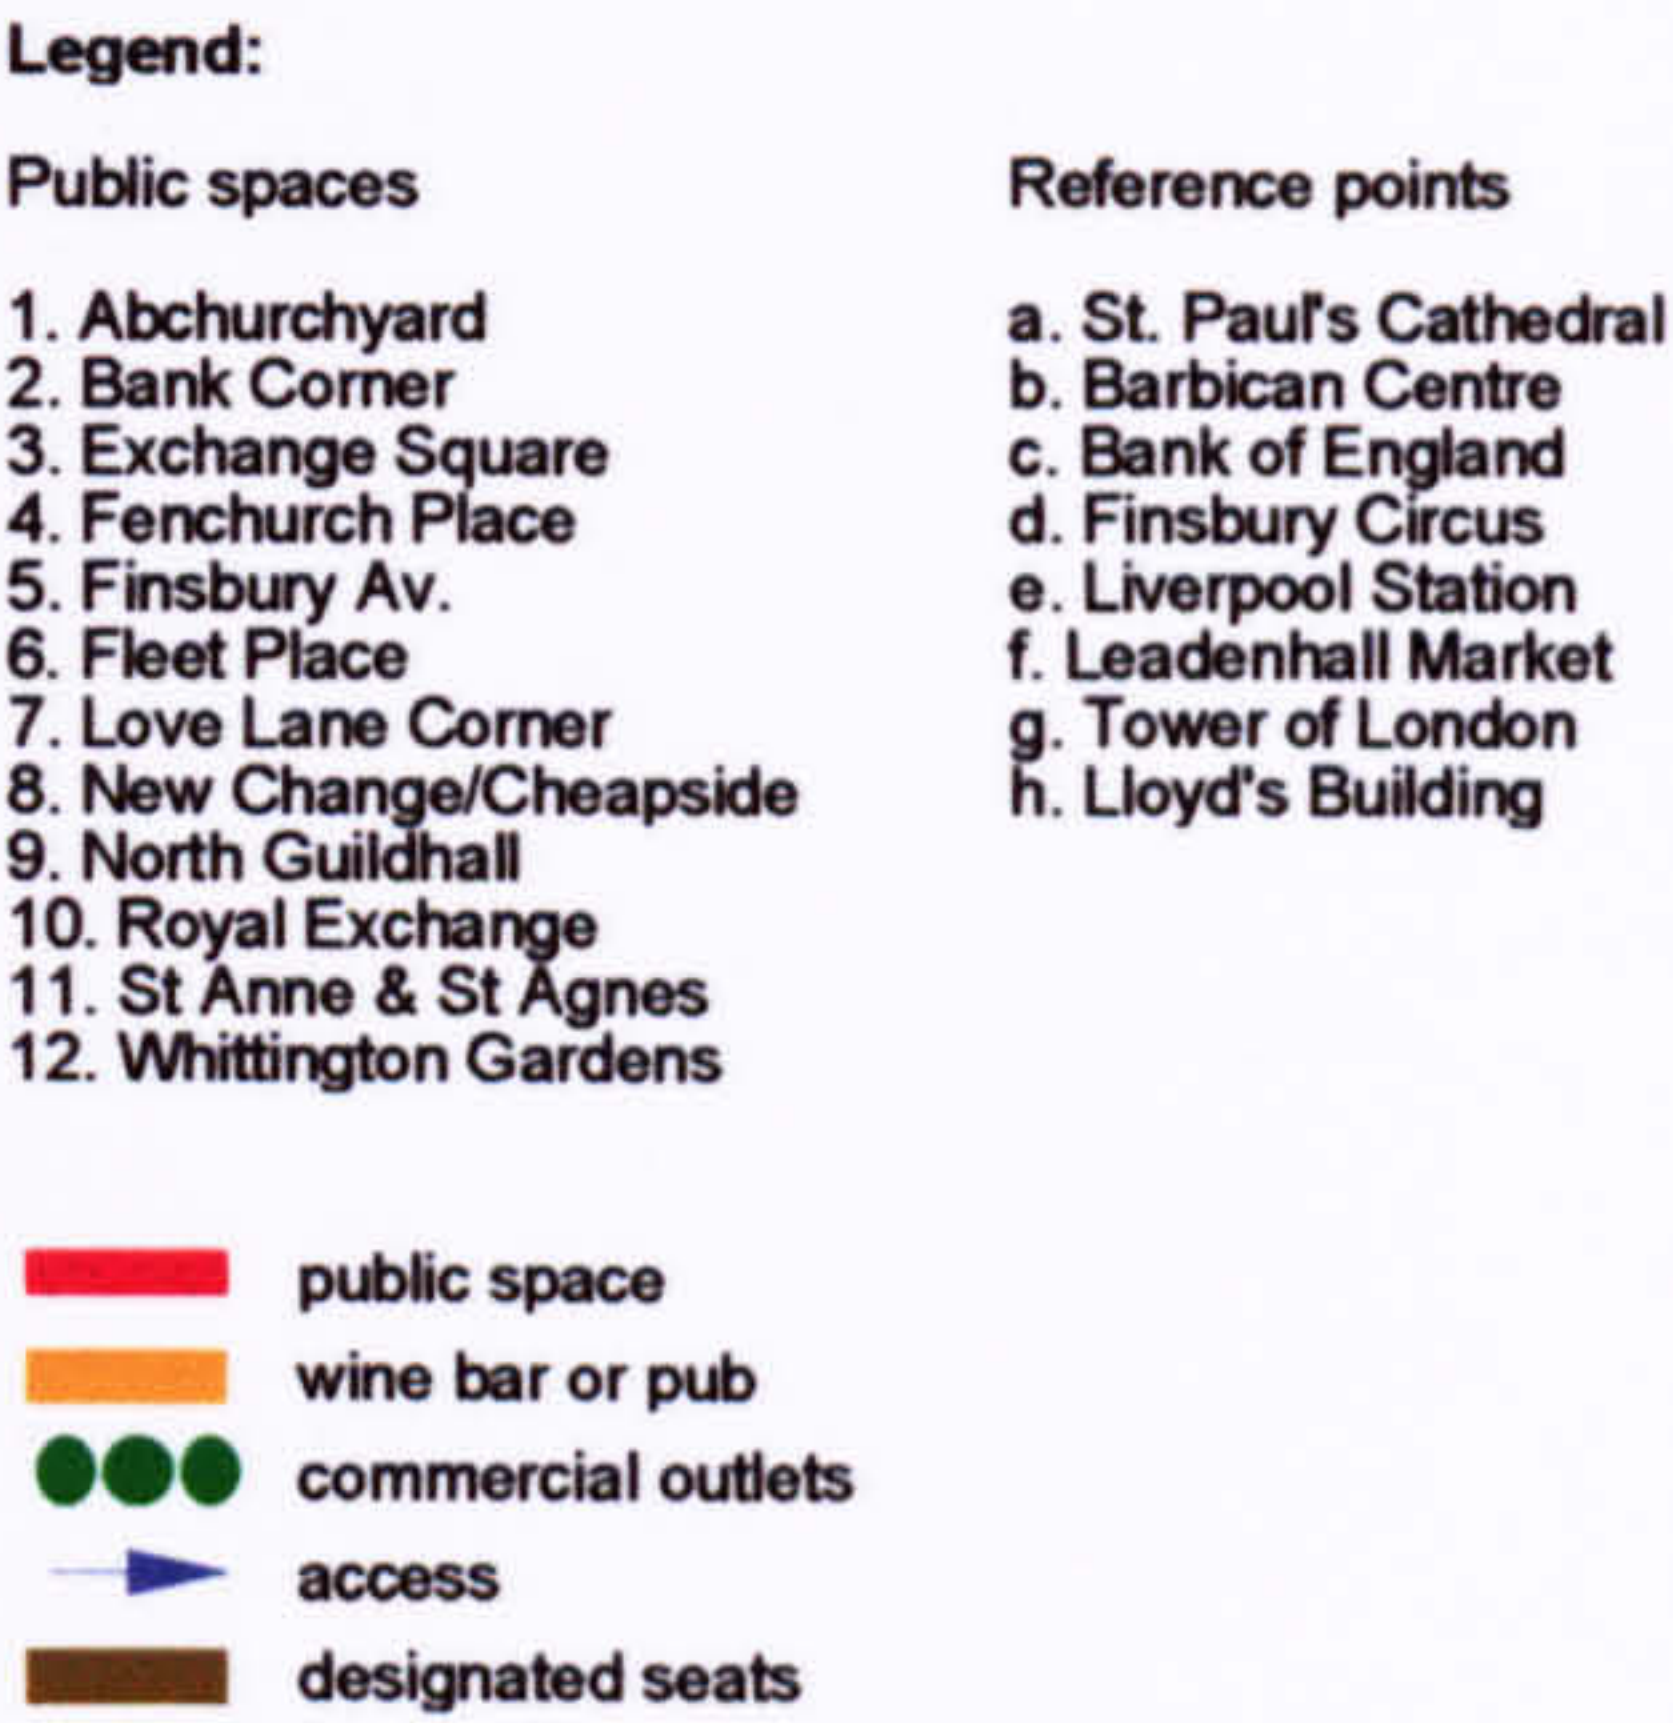 Legend:
Public spaces
1. Abchurchyard
2. Bank Corner
3. Exchange Square
4. Fenchurch Place
5. Finsbury Av.
6. Fleet Place
7. Love Lane Corner
8. New Change/Cheapside
9. North Guildhall
10. Royal Exchange
11. St Anne & St Agnes
12. Whittington Gardens
Reference points
a. St. Paul's Cathedral
b. Barbican Centre
c. Bank of England
d. Finsbury Circus
e. Liverpool Station
f. Leadenhall Market
g. Tower of London
h. Lloyd's Building
public space
wine bar or pub
commercial outlets
access
designated seats